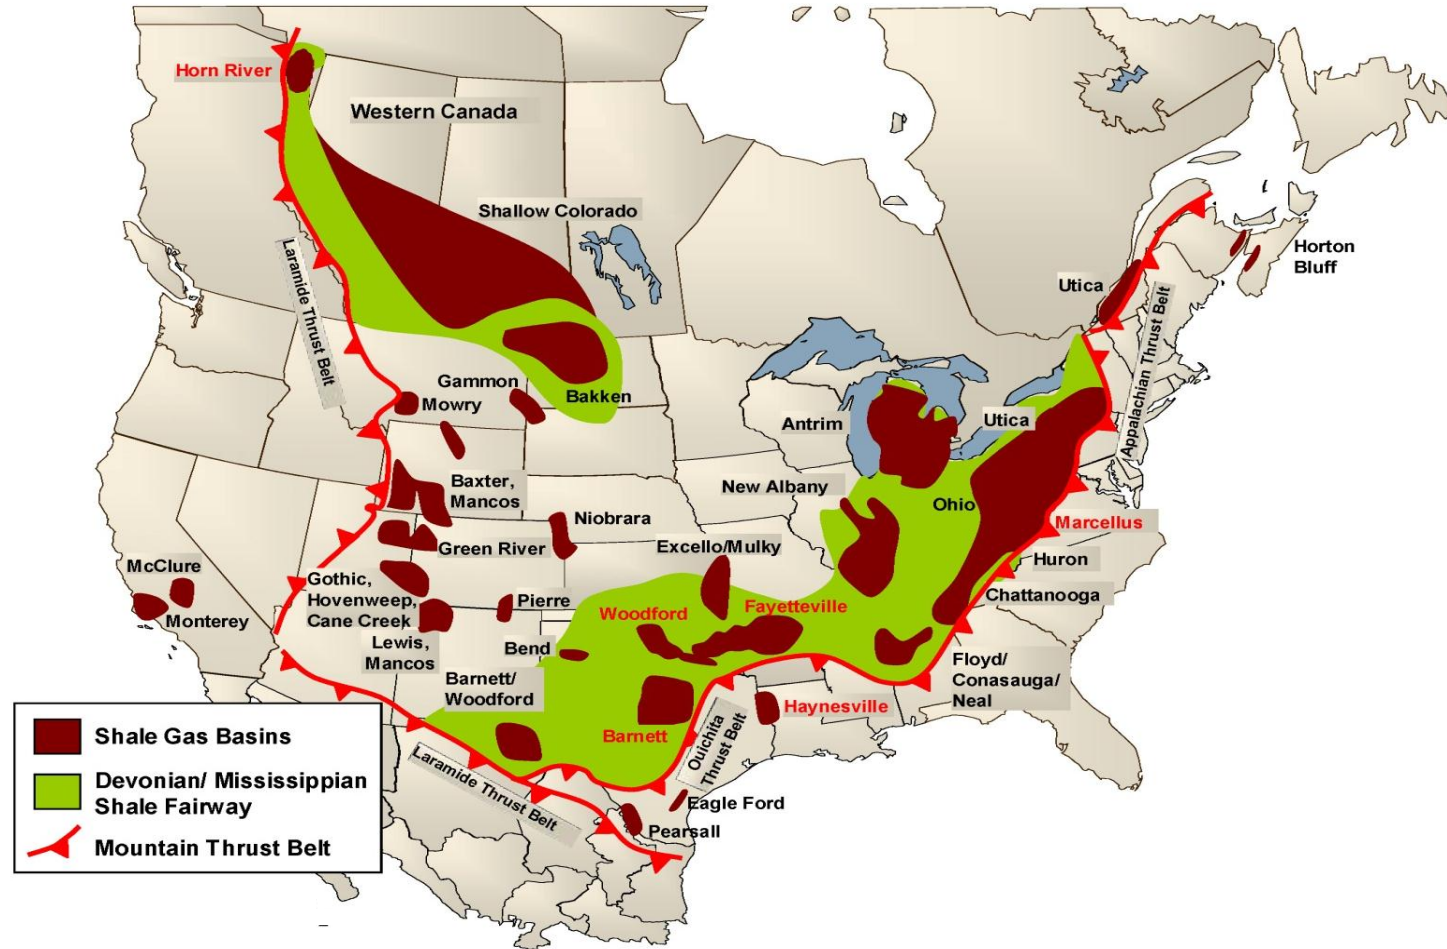 Horn River
Western Canada
Shallow Colorado
Laramide Thrust Belt
Horton
Bluff
Utica
Appalachian Thrust Belt
Gammon
Mowry
Bakken
Antrim
Utica
Baxter,
Mancos
New Albany
Ohio
Niobrara
Marcellus
Green River
Excello/Mulky
Huron
McClure
Monterey
Gothic,
Hovenweep,
Cane Creek
Pierre
Woodford
Fayetteville
Chattanooga
Lewis,
Mancos
Bend
Barnett/
Woodford
Floyd/
Conasauga/
Neal
Barnett
Haynesville
Ouichita
Thrust Belt
Laramide Thrust Belt
Eagle Ford
Pearsall
Shale Gas Basins
Devonian/ Mississippian
Shale Fairway
Mountain Thrust Belt